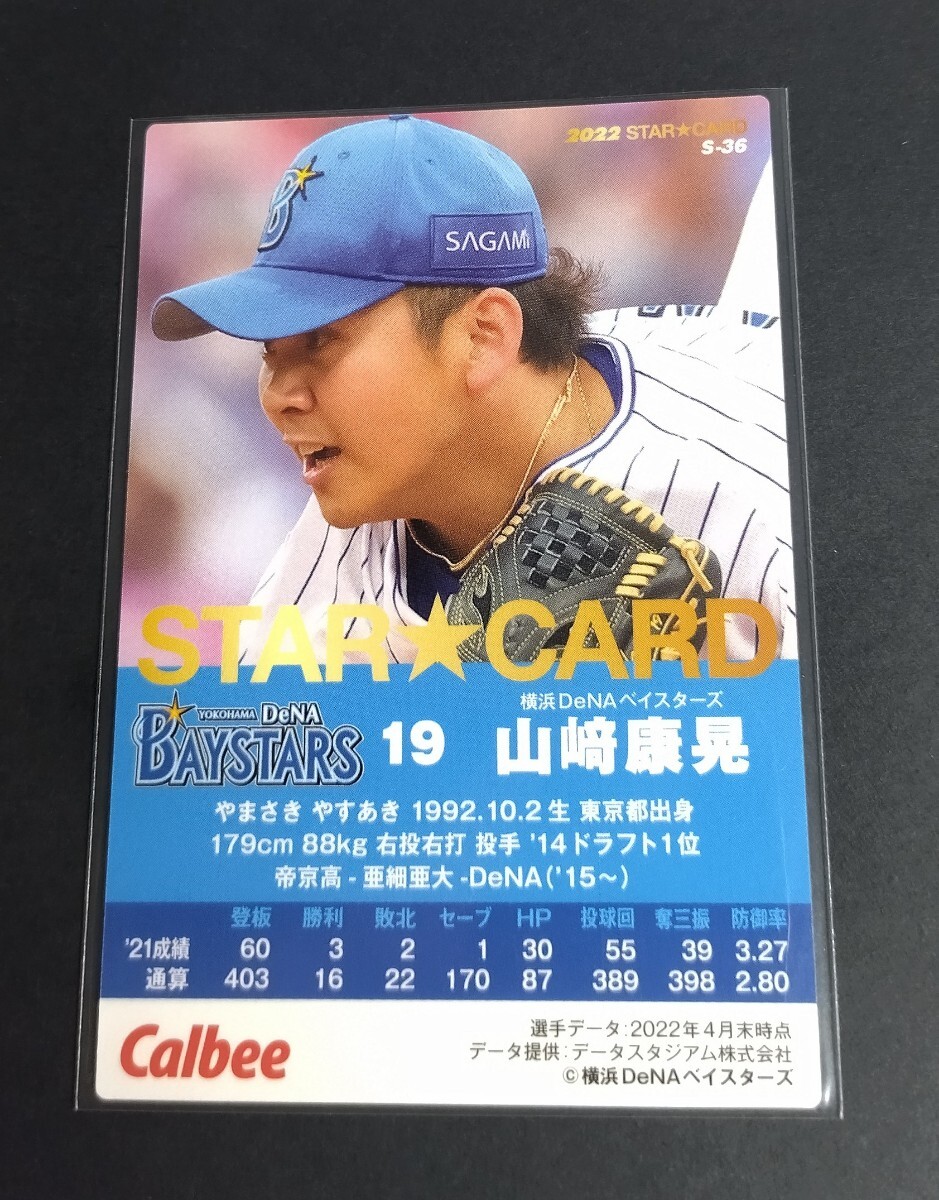 2022 STAR★CARD
S-36
B
SAGAMI
STAR★CARD
YOKOHAMA DeNA
BAYSTARS
19
横浜DeNAベイスターズ
山﨑康晃
やまさき やすあき 1992.10.2生 東京都出身
179cm 88kg 右投右打 投手 '14ドラフト1位
帝京高-亜細亜大-DeNA('15〜)
登板 勝利 敗北 セーブ HP 投球回 奪三振 防御率
'21成績 60 3 2 1 30 55 39 3.27
通算 403 16 22 170 87 389 398 2.80
Calbee
選手データ:2022年4月末時点
データ提供:データスタジアム株式会社
©横浜DeNAベイスターズ